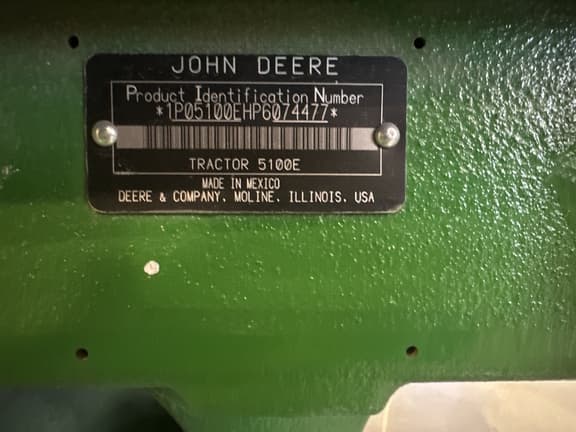 JOHN DEERE
Product Identification Number
*1P05100EHP6074477*
TRACTOR 5100E
MADE IN MEXICO
DEERE & COMPANY, MOLINE, ILLINOIS, USA